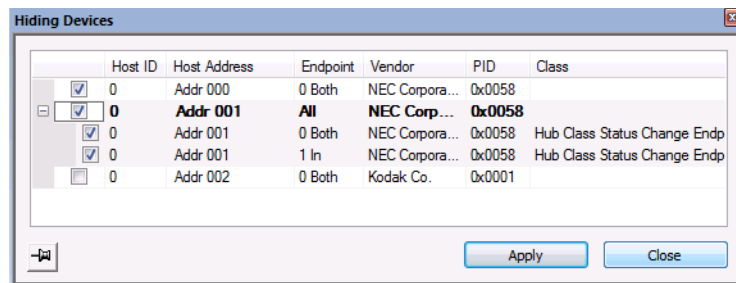 Hiding Devices
Host ID Host Address Endpoint Vendor PID Class
0 Addr 000 0 Both NEC Corpora... 0x0058
0 Addr 001 All NEC Corp... 0x0058
0 Addr 001 0 Both NEC Corpora... 0x0058 Hub Class Status Change Endp
0 Addr 001 1 In NEC Corpora... 0x0058 Hub Class Status Change Endp
0 Addr 002 0 Both Kodak Co. 0x0001
Apply Close